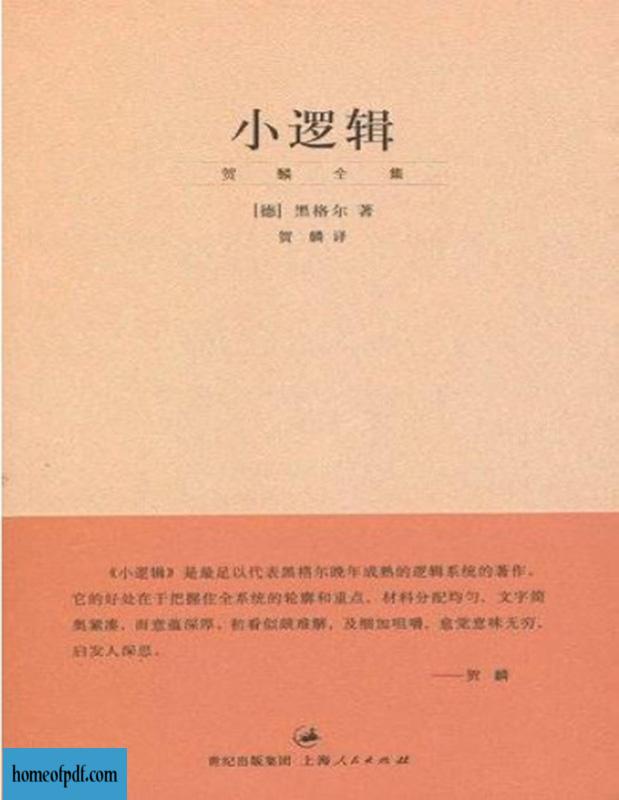 小逻辑
贺麟全集
[德] 黑格尔 著
贺 麟 译
《小逻辑》是最足以代表黑格尔晚年成熟的逻辑系统的著作。
它的好处在于把握住全系统的轮廓和重点，材料分配均匀，文字简
奥紧凑，而意蕴深厚，初看似颇难解，及细加咀嚼，愈觉意味无穷，
启发人深思。
——贺 麟
世纪出版集团 上海人民出版社
homeofpdf.com